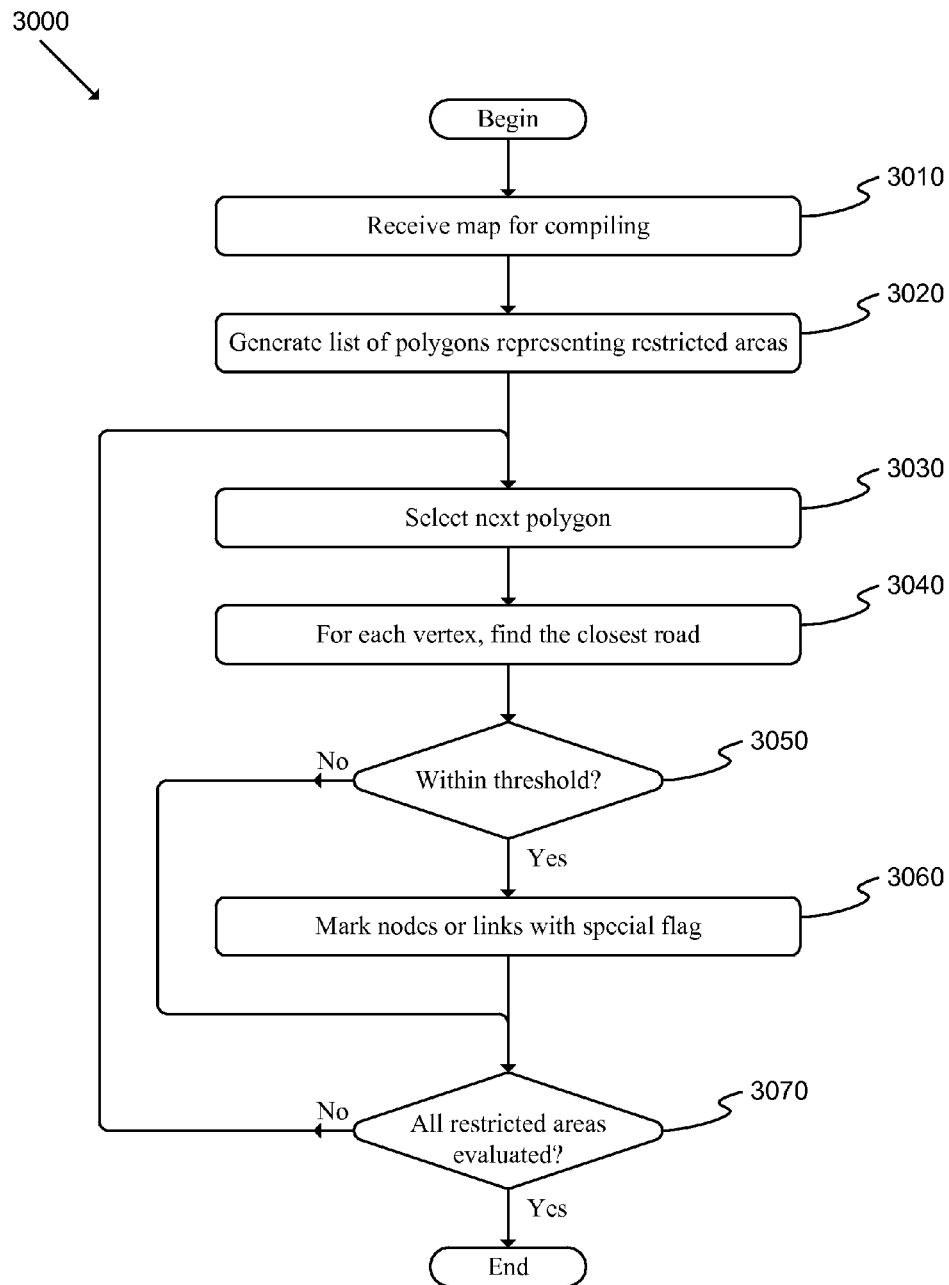 3000
Begin
3010
Receive map for compiling
3020
Generate list of polygons representing restricted areas
3030
Select next polygon
3040
For each vertex, find the closest road
3050
No
Within threshold?
Yes
3060
Mark nodes or links with special flag
3070
No
All restricted areas
evaluated?
Yes
End